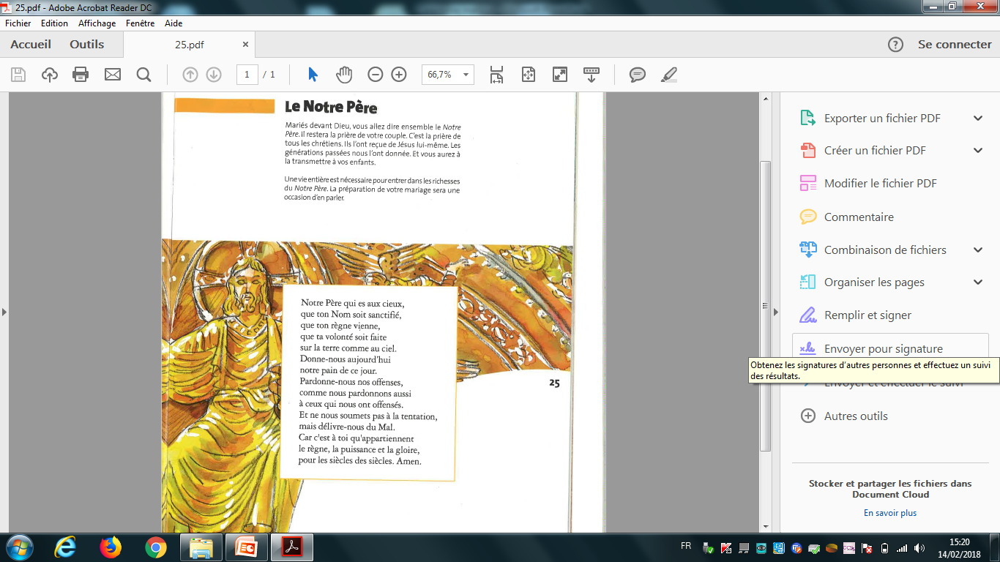 25.pdf - Adobe Acrobat Reader DC
Fichier Edition Affichage Fenêtre Aide
Accueil Outils 25.pdf × ? Se connecter
1 / 1 66,7%
Le Notre Père
Mariés devant Dieu, vous allez dire ensemble le Notre
Père. Il restera la prière de votre couple. C'est la prière de
tous les chrétiens. Ils l'ont reçue de Jésus lui-même. Les
générations passées nous l'ont donnée. Et vous aurez à
la transmettre à vos enfants.
Une vie entière est nécessaire pour entrer dans les richesses
du Notre Père. La préparation de votre mariage sera une
occasion d'en parler.
Notre Père qui es aux cieux,
que ton Nom soit sanctifié,
que ton règne vienne,
que ta volonté soit faite
sur la terre comme au ciel.
Donne-nous aujourd'hui
notre pain de ce jour.
Pardonne-nous nos offenses,
comme nous pardonnons aussi
à ceux qui nous ont offensés.
Et ne nous soumets pas à la tentation,
mais délivre-nous du Mal.
Car c'est à toi qu'appartiennent
le règne, la puissance et la gloire,
pour les siècles des siècles. Amen.
25
Exporter un fichier PDF
Créer un fichier PDF
Modifier le fichier PDF
Commentaire
Combinaison de fichiers
Organiser les pages
Remplir et signer
Envoyer pour signature
Obtenez les signatures d'autres personnes et effectuez un suivi
des résultats.
Envoyer et effectuer le suivi
Autres outils
Stocker et partager les fichiers dans
Document Cloud
En savoir plus
FR
15:20
14/02/2018